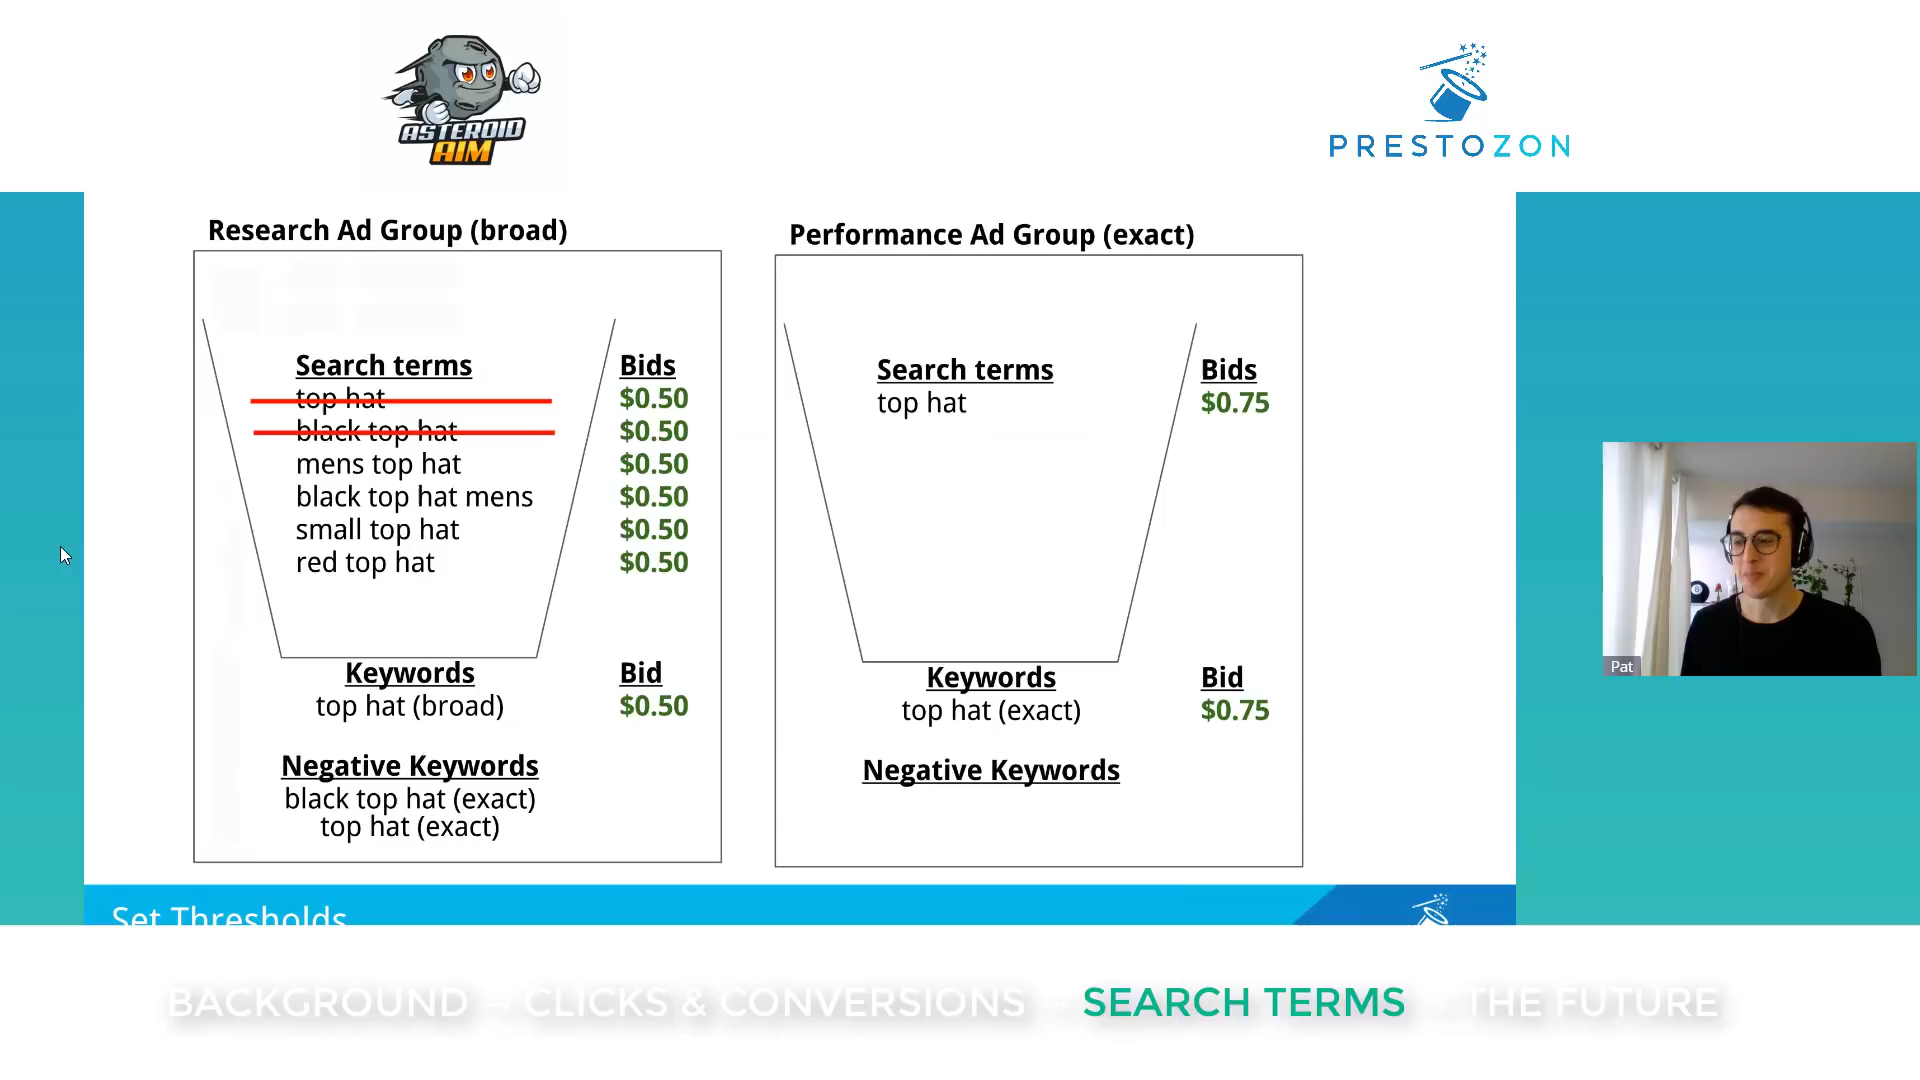 ASTEROID
AIM
PRESTOZON
Research Ad Group (broad)
Search terms Bids
top hat $0.50
black top hat $0.50
mens top hat $0.50
black top hat mens $0.50
small top hat $0.50
red top hat $0.50
Keywords Bid
top hat (broad) $0.50
Negative Keywords
black top hat (exact)
top hat (exact)
Performance Ad Group (exact)
Search terms Bids
top hat $0.75
Keywords Bid
top hat (exact) $0.75
Negative Keywords
Pat
Set Thresholds
BACKGROUND – CLICKS & CONVERSIONS – SEARCH TERMS – THE FUTURE